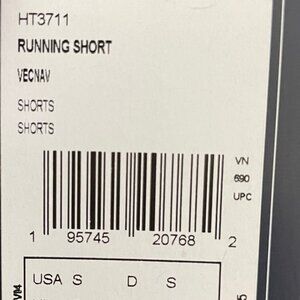 HT3711
RUNNING SHORT
VECNAV
SHORTS
SHORTS
VN
690
UPC
1 95745 20768 2
USA S D S